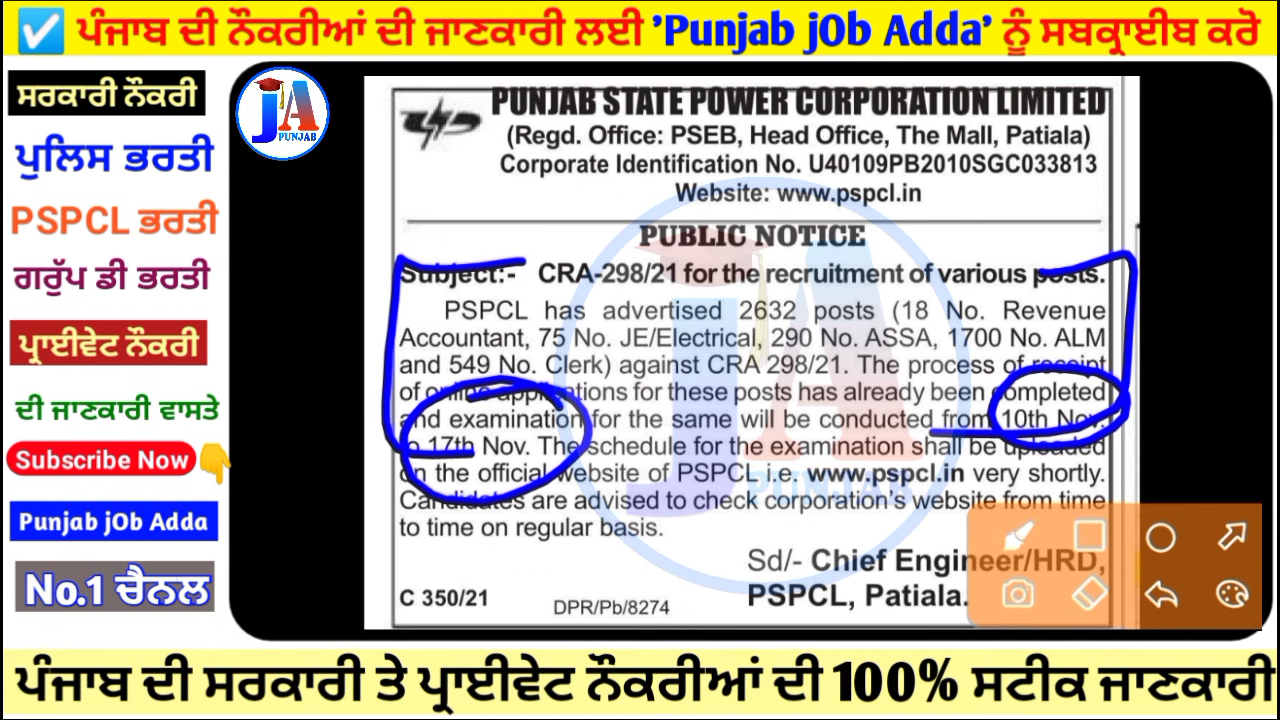 ਪੰਜਾਬ ਦੀ ਨੌਕਰੀਆਂ ਦੀ ਜਾਣਕਾਰੀ ਲਈ 'Punjab jOb Adda' ਨੂੰ ਸਬਕ੍ਰਾਈਬ ਕਰੋ
ਸਰਕਾਰੀ ਨੌਕਰੀ
ਪੁਲਿਸ ਭਰਤੀ
PSPCL ਭਰਤੀ
ਗਰੁੱਪ ਡੀ ਭਰਤੀ
ਪ੍ਰਾਈਵੇਟ ਨੌਕਰੀ
ਦੀ ਜਾਣਕਾਰੀ ਵਾਸਤੇ
Subscribe Now
Punjab jOb Adda
No.1 ਚੈਨਲ
JA
PUNJAB
PUNJAB STATE POWER CORPORATION LIMITED
(Regd. Office: PSEB, Head Office, The Mall, Patiala)
Corporate Identification No. U40109PB2010SGC033813
Website: www.pspcl.in
PUBLIC NOTICE
Subject:- CRA-298/21 for the recruitment of various posts.
PSPCL has advertised 2632 posts (18 No. Revenue
Accountant, 75 No. JE/Electrical, 290 No. ASSA, 1700 No. ALM
and 549 No. Clerk) against CRA 298/21. The process of receipt
of online applications for these posts has already been completed
and examination for the same will be conducted from 10th Nov.
to 17th Nov. The schedule for the examination shall be uploaded
on the official website of PSPCL i.e. www.pspcl.in very shortly.
Candidates are advised to check corporation's website from time
to time on regular basis.
Sd/- Chief Engineer/HRD,
C 350/21 DPR/Pb/8274 PSPCL, Patiala.
JA
PUNJAB
ਪੰਜਾਬ ਦੀ ਸਰਕਾਰੀ ਤੇ ਪ੍ਰਾਈਵੇਟ ਨੌਕਰੀਆਂ ਦੀ 100% ਸਟੀਕ ਜਾਣਕਾਰੀ